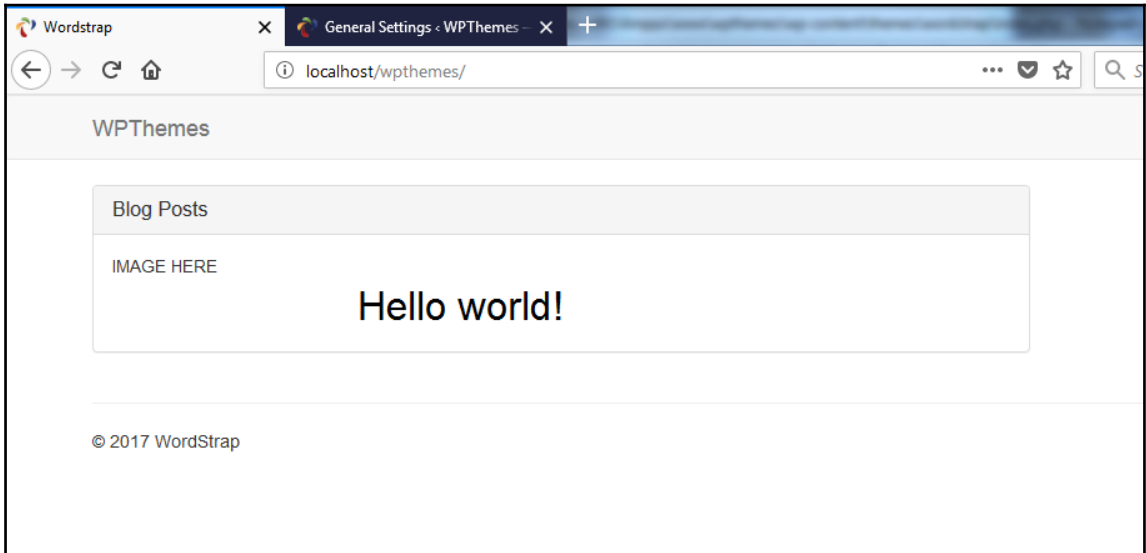 Wordstrap
General Settings ‹ WPThemes –
localhost/wpthemes/
WPThemes
Blog Posts
IMAGE HERE
Hello world!
© 2017 WordStrap